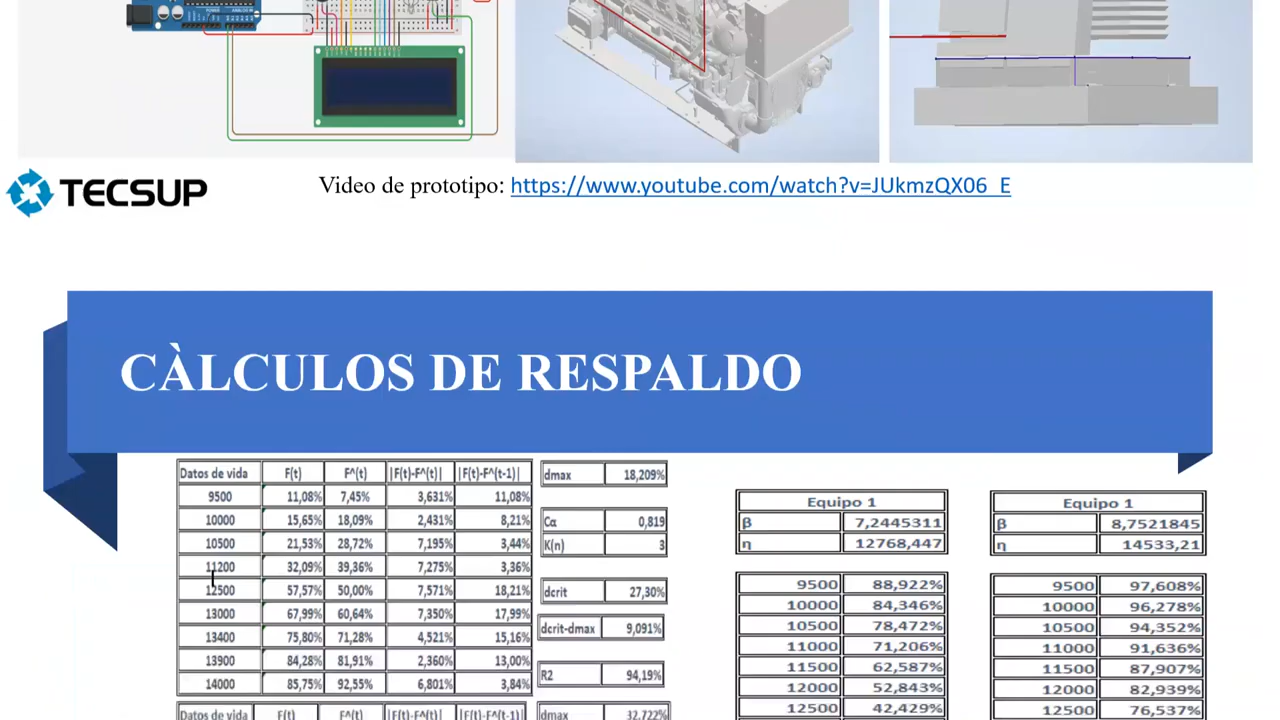 TECSUP
Video de prototipo: https://www.youtube.com/watch?v=JUkmzQX06_E
CÀLCULOS DE RESPALDO
Datos de vida F(t) F^(t) |F(t)-F^(t)| |F(t)-F^(t-1)|
9500 11,08% 7,45% 3,631% 11,08%
10000 15,65% 18,09% 2,431% 8,21%
10500 21,53% 28,72% 7,195% 3,44%
11200 32,09% 39,36% 7,275% 3,36%
12500 57,57% 50,00% 7,571% 18,21%
13000 67,99% 60,64% 7,350% 17,99%
13400 75,80% 71,28% 4,521% 15,16%
13900 84,28% 81,91% 2,360% 13,00%
14000 85,75% 92,55% 6,801% 3,84%
Datos de vida F(t) F^(t) |F(t)-F^(t)| |F(t)-F^(t-1)|
dmax 18,209%
Cα 0,819
K(n) 3
dcrit 27,30%
dcrit-dmax 9,091%
R2 94,19%
dmax 32,722%
Equipo 1
β 7,2445311
η 12768,447
9500 88,922%
10000 84,346%
10500 78,472%
11000 71,206%
11500 62,587%
12000 52,843%
12500 42,429%
Equipo 1
β 8,7521845
η 14533,21
9500 97,608%
10000 96,278%
10500 94,352%
11000 91,636%
11500 87,907%
12000 82,939%
12500 76,537%